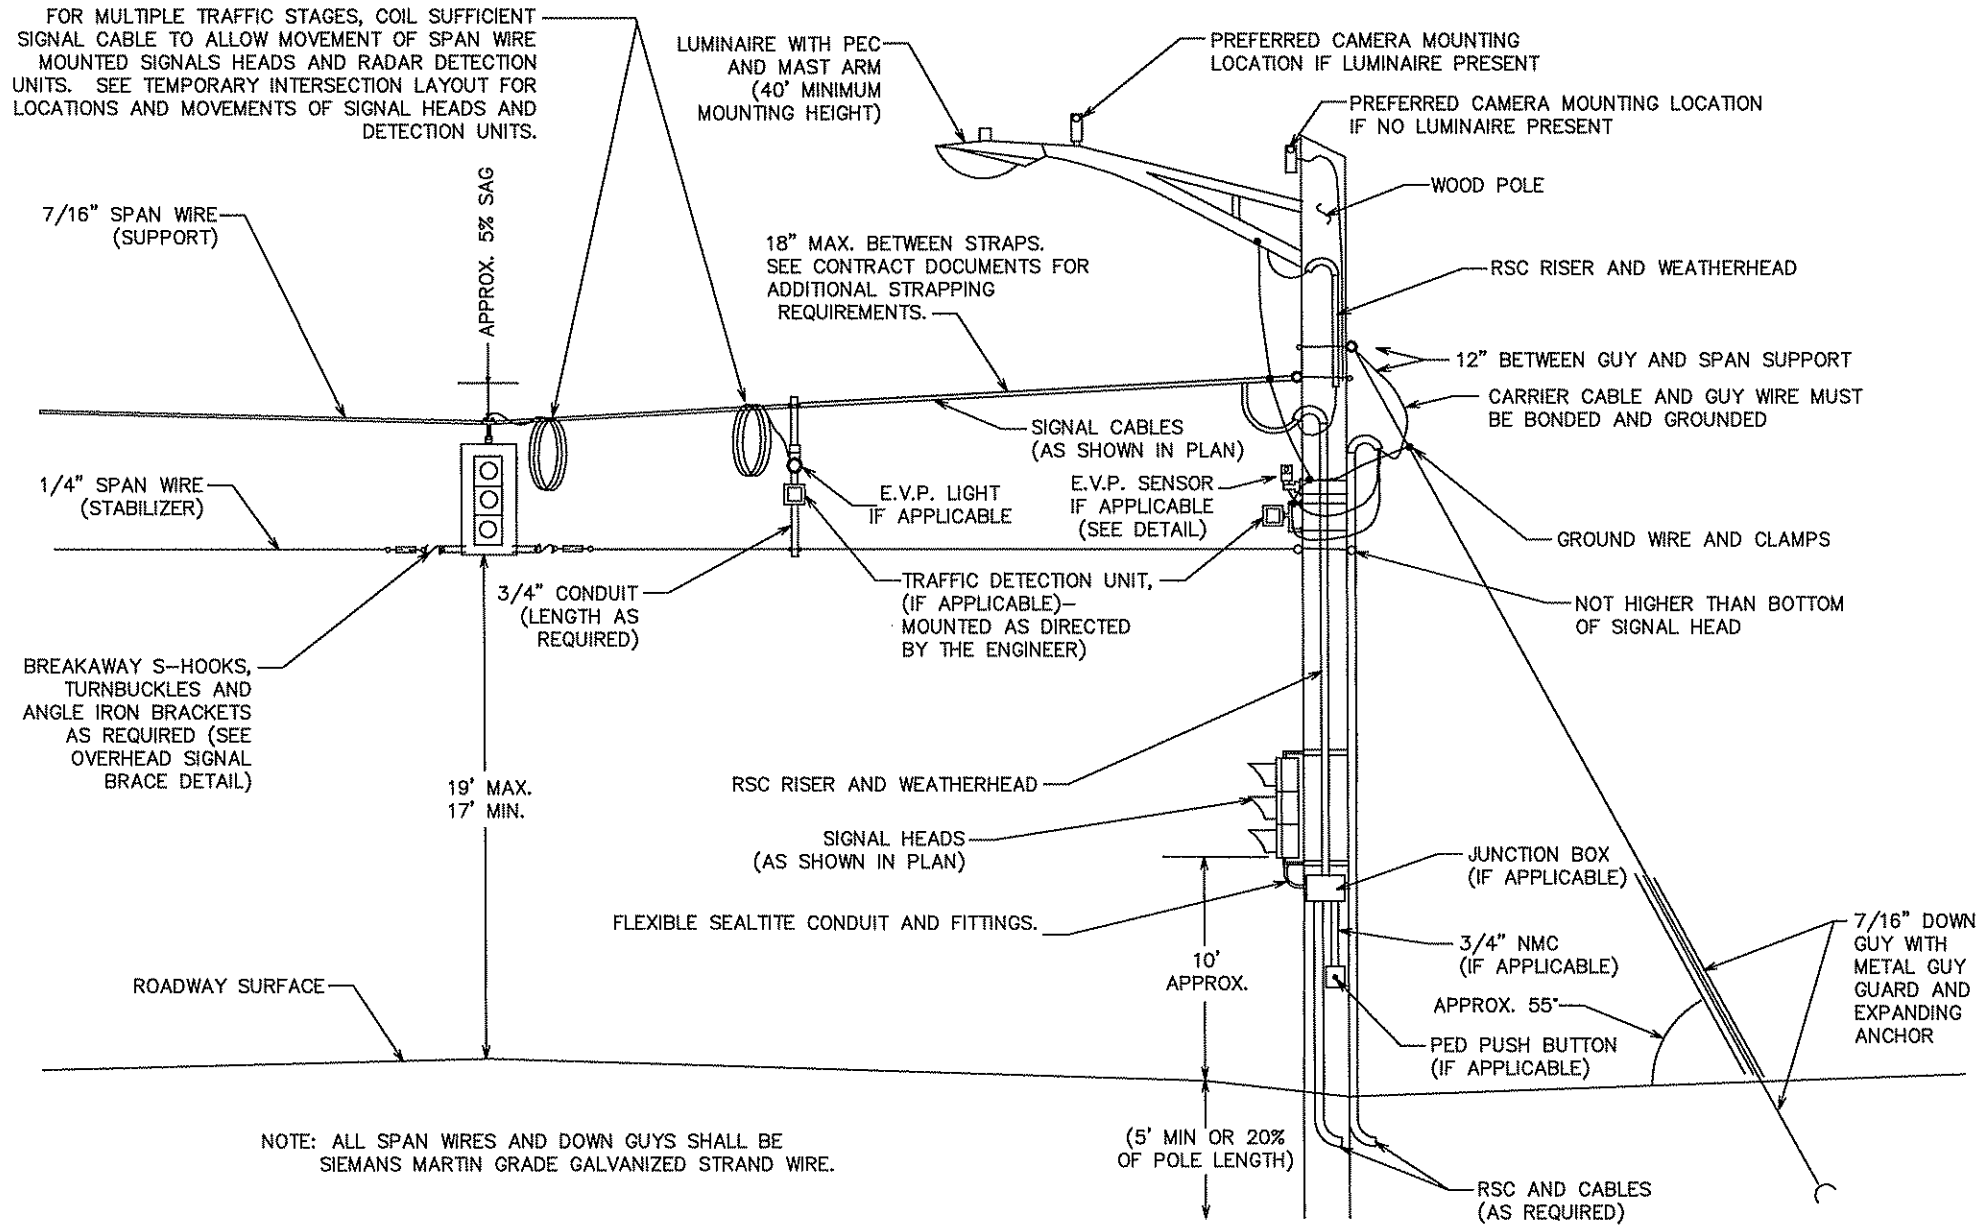 FOR MULTIPLE TRAFFIC STAGES, COIL SUFFICIENT
SIGNAL CABLE TO ALLOW MOVEMENT OF SPAN WIRE
MOUNTED SIGNALS HEADS AND RADAR DETECTION
UNITS. SEE TEMPORARY INTERSECTION LAYOUT FOR
LOCATIONS AND MOVEMENTS OF SIGNAL HEADS AND
DETECTION UNITS.
LUMINAIRE WITH PEC
AND MAST ARM
(40' MINIMUM
MOUNTING HEIGHT)
PREFERRED CAMERA MOUNTING
LOCATION IF LUMINAIRE PRESENT
PREFERRED CAMERA MOUNTING LOCATION
IF NO LUMINAIRE PRESENT
WOOD POLE
7/16" SPAN WIRE
(SUPPORT)
APPROX. 5% SAG
18" MAX. BETWEEN STRAPS.
SEE CONTRACT DOCUMENTS FOR
ADDITIONAL STRAPPING
REQUIREMENTS.
RSC RISER AND WEATHERHEAD
12" BETWEEN GUY AND SPAN SUPPORT
CARRIER CABLE AND GUY WIRE MUST
BE BONDED AND GROUNDED
SIGNAL CABLES
(AS SHOWN IN PLAN)
1/4" SPAN WIRE
(STABILIZER)
E.V.P. LIGHT
IF APPLICABLE
E.V.P. SENSOR
IF APPLICABLE
(SEE DETAIL)
GROUND WIRE AND CLAMPS
3/4" CONDUIT
(LENGTH AS
REQUIRED)
TRAFFIC DETECTION UNIT,
(IF APPLICABLE)-
MOUNTED AS DIRECTED
BY THE ENGINEER)
NOT HIGHER THAN BOTTOM
OF SIGNAL HEAD
BREAKAWAY S-HOOKS,
TURNBUCKLES AND
ANGLE IRON BRACKETS
AS REQUIRED (SEE
OVERHEAD SIGNAL
BRACE DETAIL)
19' MAX.
17' MIN.
RSC RISER AND WEATHERHEAD
SIGNAL HEADS
(AS SHOWN IN PLAN)
JUNCTION BOX
(IF APPLICABLE)
FLEXIBLE SEALTITE CONDUIT AND FITTINGS.
10'
APPROX.
3/4" NMC
(IF APPLICABLE)
7/16" DOWN
GUY WITH
METAL GUY
GUARD AND
EXPANDING
ANCHOR
ROADWAY SURFACE
APPROX. 55°
PED PUSH BUTTON
(IF APPLICABLE)
NOTE: ALL SPAN WIRES AND DOWN GUYS SHALL BE
SIEMANS MARTIN GRADE GALVANIZED STRAND WIRE.
(5' MIN OR 20%
OF POLE LENGTH)
RSC AND CABLES
(AS REQUIRED)